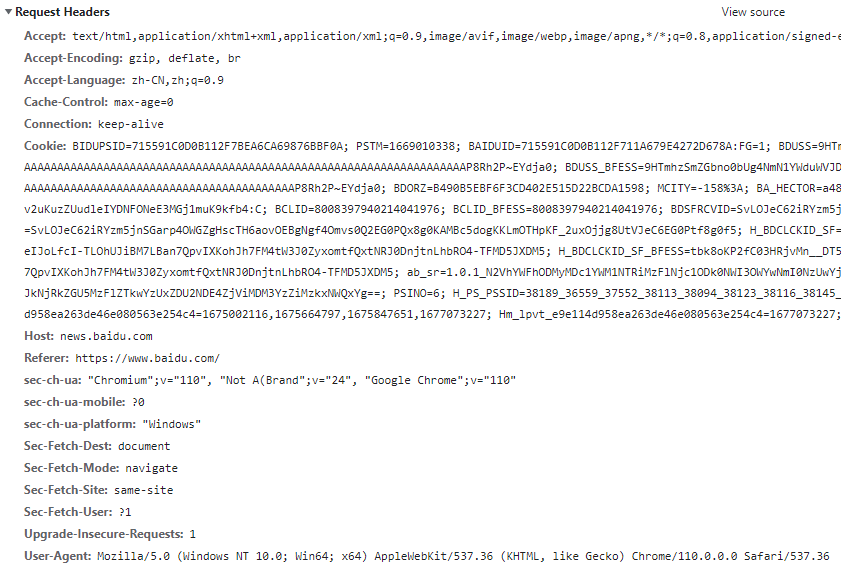 Request Headers View source
Accept: text/html,application/xhtml+xml,application/xml;q=0.9,image/avif,image/webp,image/apng,*/*;q=0.8,application/signed-e
Accept-Encoding: gzip, deflate, br
Accept-Language: zh-CN,zh;q=0.9
Cache-Control: max-age=0
Connection: keep-alive
Cookie: BIDUPSID=715591C0D0B112F7BEA6CA69876BBF0A; PSTM=1669010338; BAIDUID=715591C0D0B112F711A679E4272D678A:FG=1; BDUSS=9HTm
P8Rh2P~EYdja0; BDUSS_BFESS=9HTmhzSmZGbno0bUg4NmN1YWduWVJD
P8Rh2P~EYdja0; BDORZ=B490B5EBF6F3CD402E515D22BCDA1598; MCITY=-158%3A; BA_HECTOR=a48
v2uKuzZUudleIYDNFONeE3MGj1muK9kfb4:C; BCLID=8008397940214041976; BCLID_BFESS=8008397940214041976; BDSFRCVID=SvLOJeC62iRYzm5j
=SvLOJeC62iRYzm5jnSGarp4OWGZgHscTH6aovOEBgNgf4Omvs0Q2EG0PQx8g0KAMBc5dogKKLmOTHpKF_2uxOjjg8UtVJeC6EG0Ptf8g0f5; H_BDCLCKID_SF=
eIJoLfcI-TLOhUJiBM7LBan7QpvIXKohJh7FM4tW3J0ZyxomtfQxtNRJ0DnjtnLhbRO4-TFMD5JXDM5; H_BDCLCKID_SF_BFESS=tbk8oKP2fC03HRjvMn__DT5
7QpvIXKohJh7FM4tW3J0ZyxomtfQxtNRJ0DnjtnLhbRO4-TFMD5JXDM5; ab_sr=1.0.1_N2VhYWFhODMyMDc1YWM1NTRiMzFlNjc1ODk0NWI3OWYwNmI0NzUwYj
JkNjRkZGU5MzFlZTkwYzUxZDU2NDE4ZjViMDM3YzZiMzkxNWQxYg==; PSINO=6; H_PS_PSSID=38189_36559_37552_38113_38094_38123_38116_38145_
d958ea263de46e080563e254c4=1675002116,1675664797,1675847651,1677073227; Hm_lpvt_e9e114d958ea263de46e080563e254c4=1677073227;
Host: news.baidu.com
Referer: https://www.baidu.com/
sec-ch-ua: "Chromium";v="110", "Not A(Brand";v="24", "Google Chrome";v="110"
sec-ch-ua-mobile: ?0
sec-ch-ua-platform: "Windows"
Sec-Fetch-Dest: document
Sec-Fetch-Mode: navigate
Sec-Fetch-Site: same-site
Sec-Fetch-User: ?1
Upgrade-Insecure-Requests: 1
User-Agent: Mozilla/5.0 (Windows NT 10.0; Win64; x64) AppleWebKit/537.36 (KHTML, like Gecko) Chrome/110.0.0.0 Safari/537.36